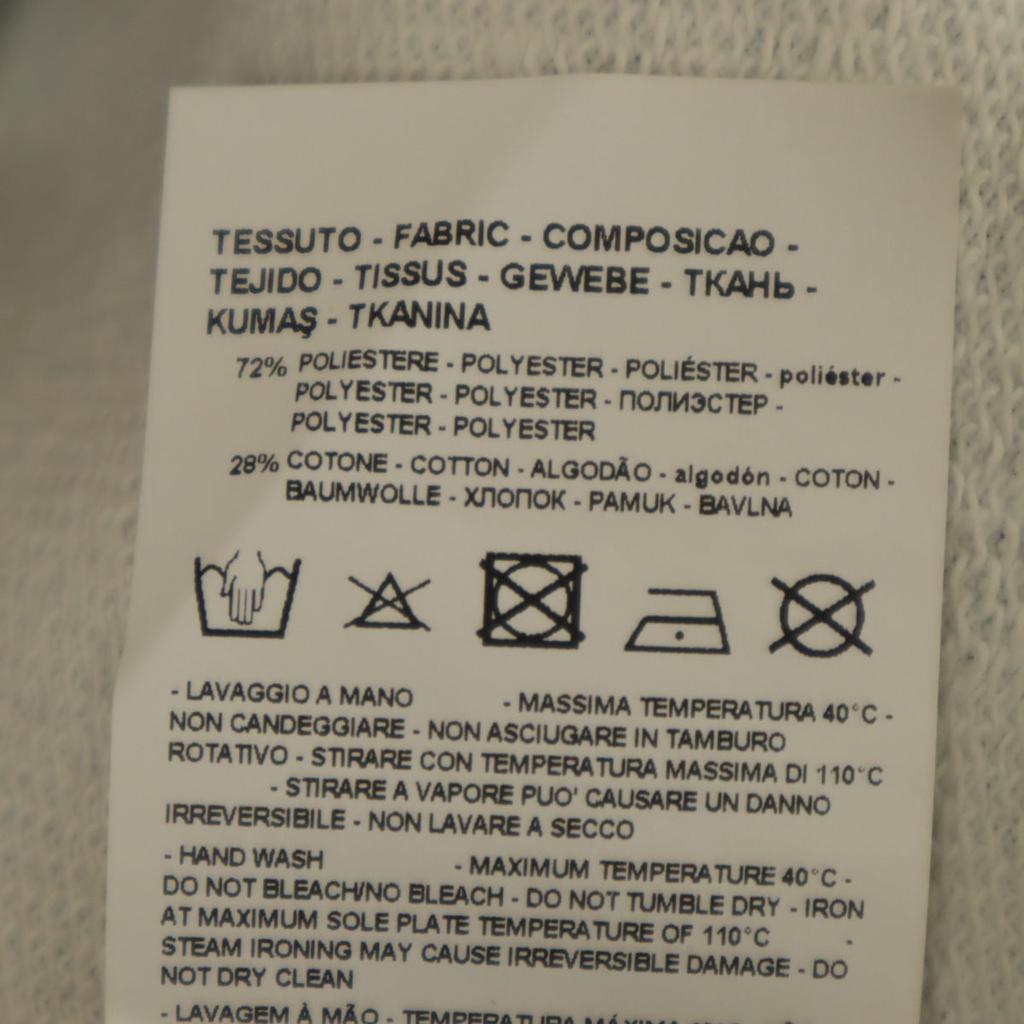 TESSUTO - FABRIC - COMPOSICAO -
TEJIDO - TISSUS - GEWEBE - ТКАНЬ -
KUMAŞ - TKANINA
72% POLIESTERE - POLYESTER - POLIÉSTER - poliéster -
POLYESTER - POLYESTER - ПОЛИЭСТЕР -
POLYESTER - POLYESTER
28% COTONE - COTTON - ALGODÃO - algodón - COTON -
BAUMWOLLE - ХЛОПОК - PAMUK - BAVLNA
- LAVAGGIO A MANO - MASSIMA TEMPERATURA 40°C -
NON CANDEGGIARE - NON ASCIUGARE IN TAMBURO
ROTATIVO - STIRARE CON TEMPERATURA MASSIMA DI 110°C
- STIRARE A VAPORE PUO' CAUSARE UN DANNO
IRREVERSIBILE - NON LAVARE A SECCO
- HAND WASH - MAXIMUM TEMPERATURE 40°C -
DO NOT BLEACH/NO BLEACH - DO NOT TUMBLE DRY - IRON
AT MAXIMUM SOLE PLATE TEMPERATURE OF 110°C -
STEAM IRONING MAY CAUSE IRREVERSIBLE DAMAGE - DO
NOT DRY CLEAN
- LAVAGEM À MÃO - TEMPERATURA MÁXIMA